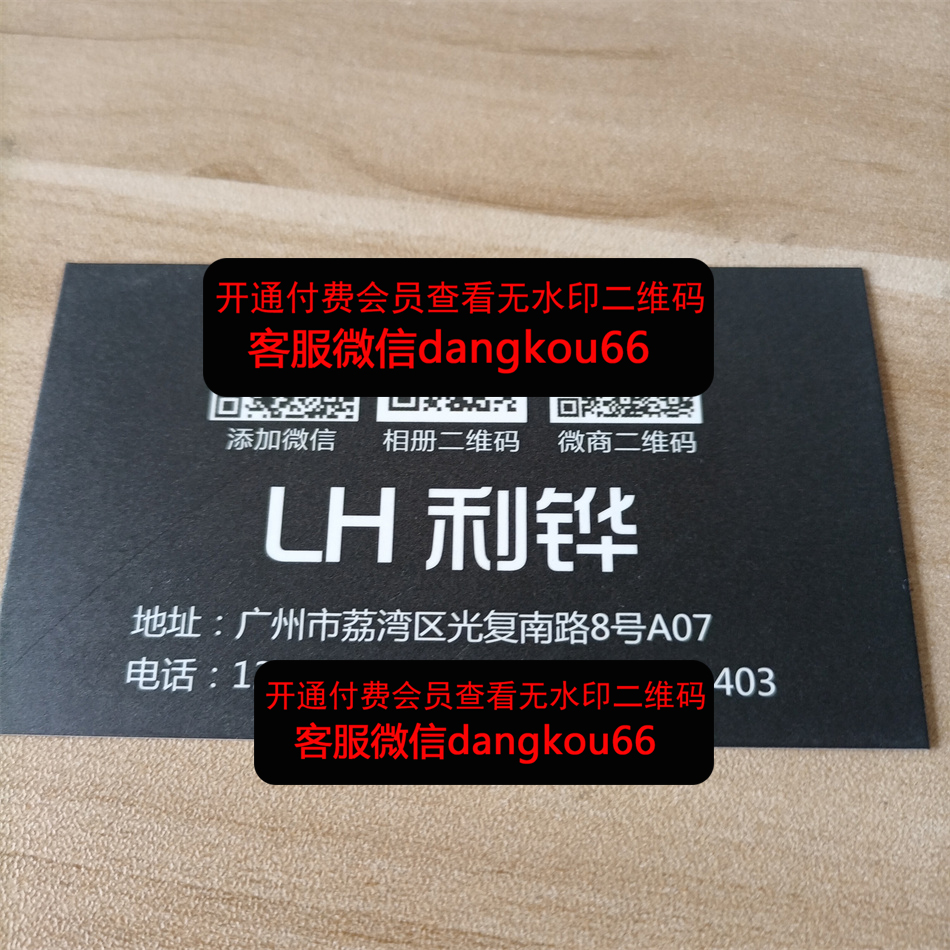 开通付费会员查看无水印二维码
客服微信dangkou66
添加微信 相册二维码 微商二维码
LH 利铧
地址：广州市荔湾区光复南路8号A07
电话：1
403
开通付费会员查看无水印二维码
客服微信dangkou66